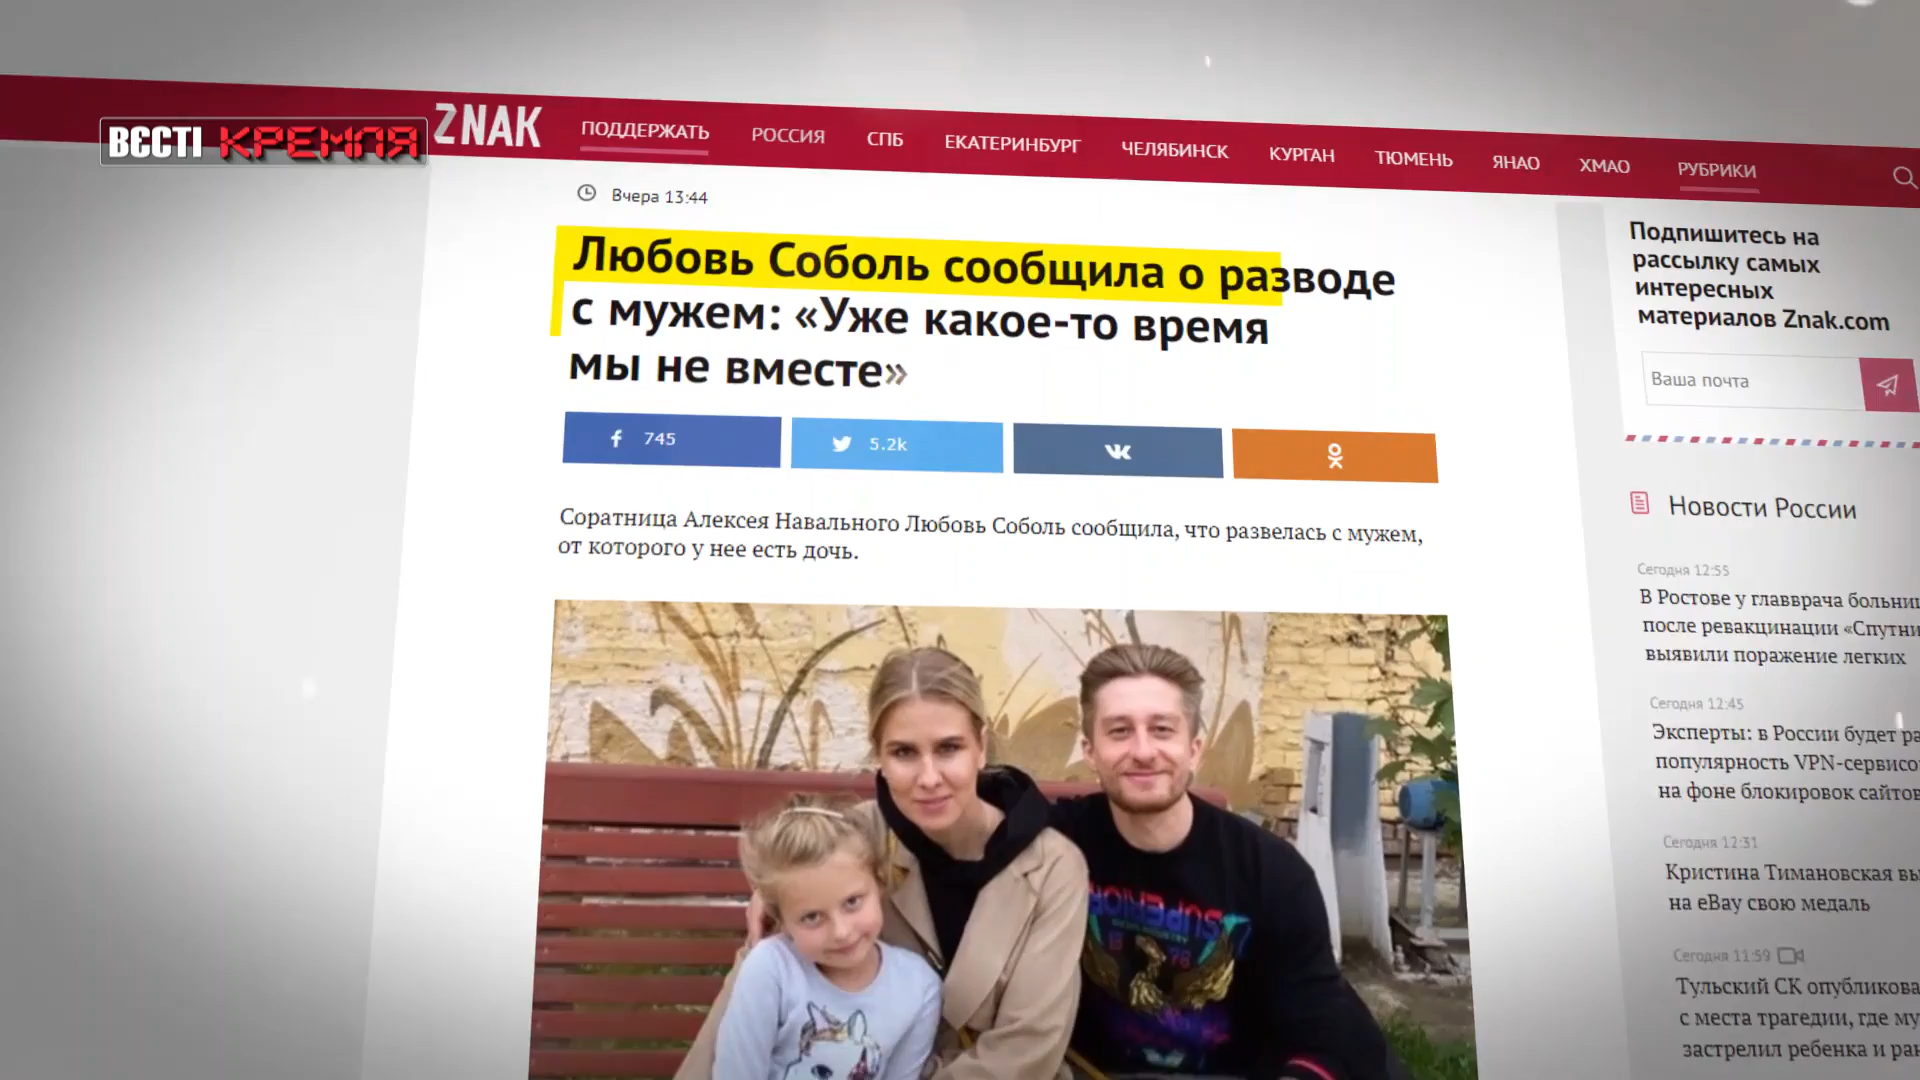 ВЄСТІ КРЕМЛЯ
ZNAK
ПОДДЕРЖАТЬ
РОССИЯ
СПБ
ЕКАТЕРИНБУРГ
ЧЕЛЯБИНСК
КУРГАН
ТЮМЕНЬ
ЯНАО
ХМАО
РУБРИКИ
Вчера 13:44
Любовь Соболь сообщила о разводе
с мужем: «Уже какое-то время
мы не вместе»
745
5.2k
Соратница Алексея Навального Любовь Соболь сообщила, что развелась с мужем,
от которого у нее есть дочь.
SUPERIOR
Подпишитесь на
рассылку самых
интересных
материалов Znak.com
Ваша почта
Новости России
Сегодня 12:55
В Ростове у главврача больниц
после ревакцинации «Спутни
выявили поражение легких
Сегодня 12:45
Эксперты: в России будет ра
популярность VPN-сервисо
на фоне блокировок сайтов
Сегодня 12:31
Кристина Тимановская вы
на eBay свою медаль
Сегодня 11:59
Тульский СК опубликова
с места трагедии, где му
застрелил ребенка и ран